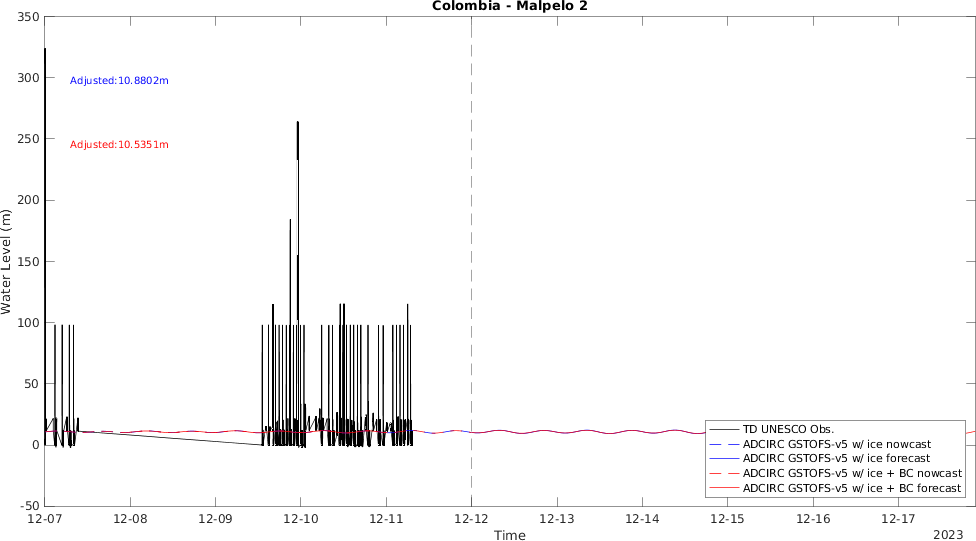 Colombia - Malpelo 2
350
300
250
200
150
100
50
0
-50
Water Level (m)
Adjusted:10.8802m
Adjusted:10.5351m
TD UNESCO Obs.
ADCIRC GSTOFS-v5 w/ ice nowcast
ADCIRC GSTOFS-v5 w/ ice forecast
ADCIRC GSTOFS-v5 w/ ice + BC nowcast
ADCIRC GSTOFS-v5 w/ ice + BC forecast
12-07 12-08 12-09 12-10 12-11 12-12 12-13 12-14 12-15 12-16 12-17
Time
2023